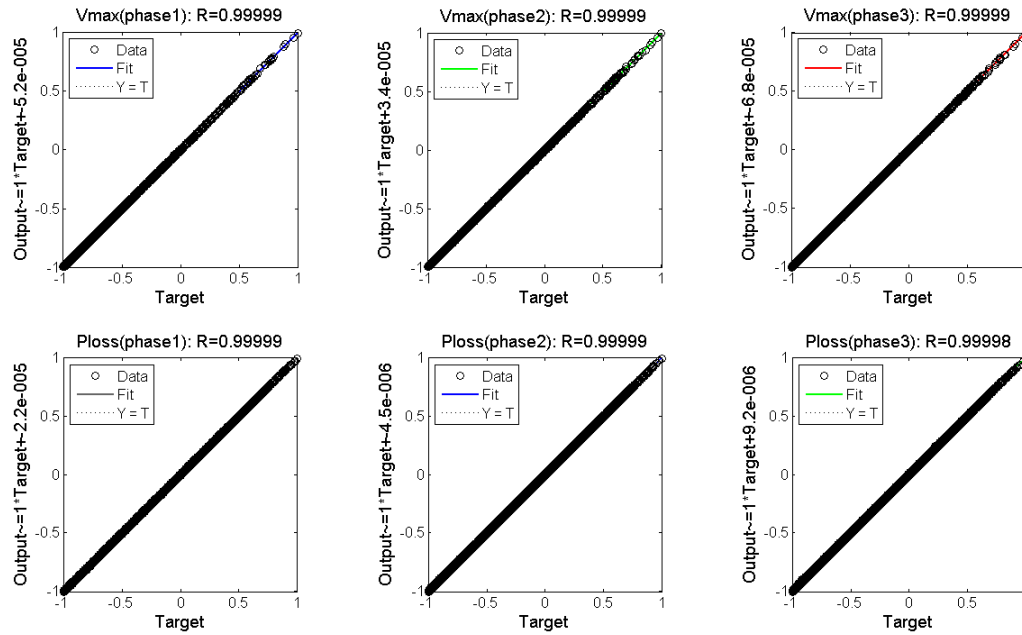 Vmax(phase1): R=0.99999
Output~=1*Target+-5.2e-005
1
0.5
0
-0.5
-1
Data
Fit
Y = T
-1 -0.5 0 0.5 1
Target
Vmax(phase2): R=0.99999
Output~=1*Target+3.4e-005
1
0.5
0
-0.5
-1
Data
Fit
Y = T
-1 -0.5 0 0.5 1
Target
Vmax(phase3): R=0.99999
Output~=1*Target+-6.8e-005
1
0.5
0
-0.5
-1
Data
Fit
Y = T
-1 -0.5 0 0.5
Target
Ploss(phase1): R=0.99999
Output~=1*Target+-2.2e-005
1
0.5
0
-0.5
-1
Data
Fit
Y = T
-1 -0.5 0 0.5 1
Target
Ploss(phase2): R=0.99999
Output~=1*Target+-4.5e-006
1
0.5
0
-0.5
-1
Data
Fit
Y = T
-1 -0.5 0 0.5 1
Target
Ploss(phase3): R=0.99998
Output~=1*Target+9.2e-006
1
0.5
0
-0.5
-1
Data
Fit
Y = T
-1 -0.5 0 0.5
Target